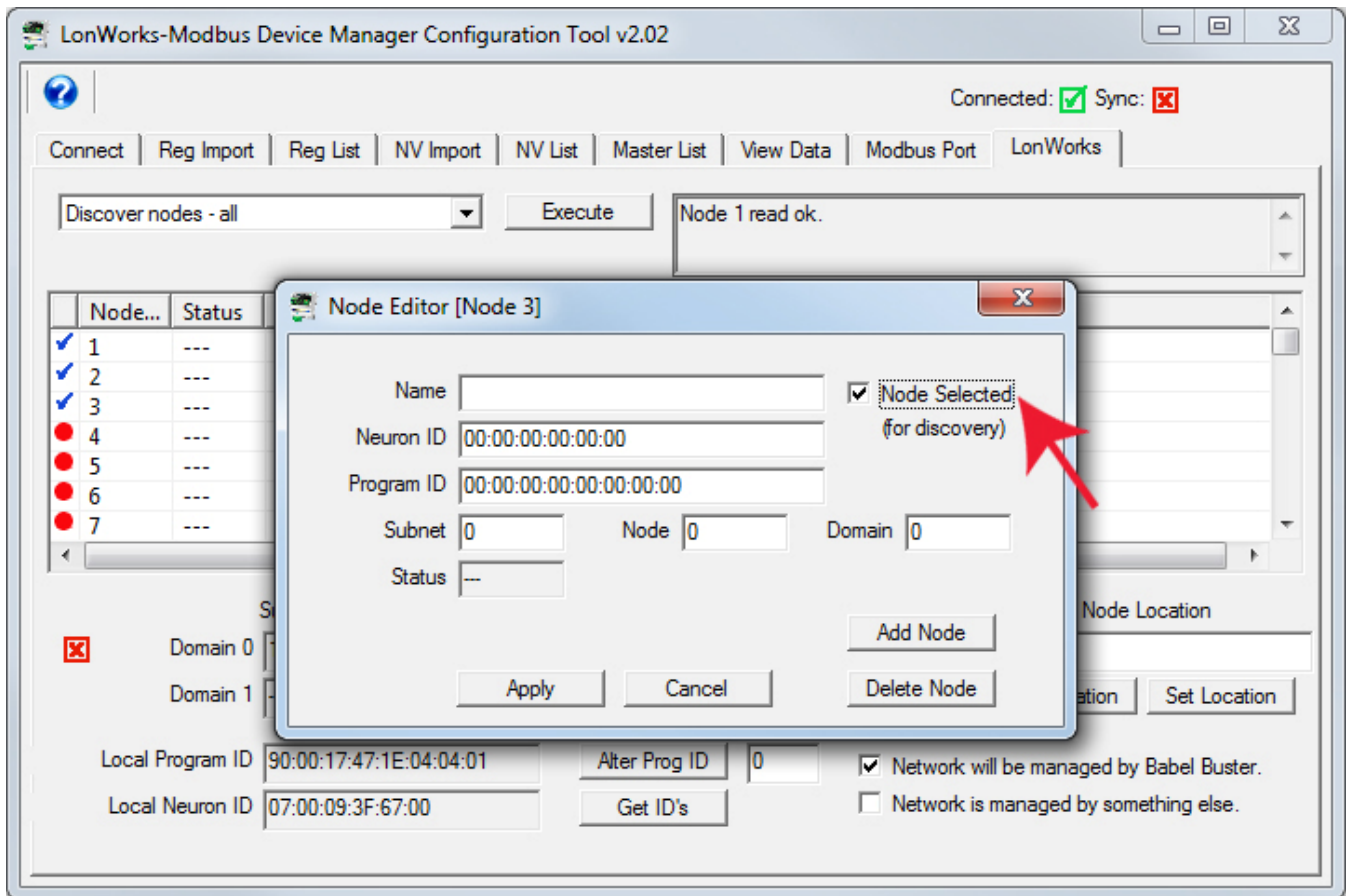 LonWorks-Modbus Device Manager Configuration Tool v2.02
Connected: Sync:
Connect Reg Import Reg List NV Import NV List Master List View Data Modbus Port LonWorks
Discover nodes - all Execute Node 1 read ok.
Node... Status
1 ---
2 ---
3 ---
4 ---
5 ---
6 ---
7 ---
Node Editor [Node 3]
Name Node Selected
(for discovery)
Neuron ID 00:00:00:00:00:00
Program ID 00:00:00:00:00:00:00:00
Subnet 0 Node 0 Domain 0
Status ---
Add Node
Apply Cancel Delete Node
Node Location
Domain 0
Domain 1 Set Location
Local Program ID 90:00:17:47:1E:04:04:01 Alter Prog ID 0 Network will be managed by Babel Buster.
Local Neuron ID 07:00:09:3F:67:00 Get ID's Network is managed by something else.